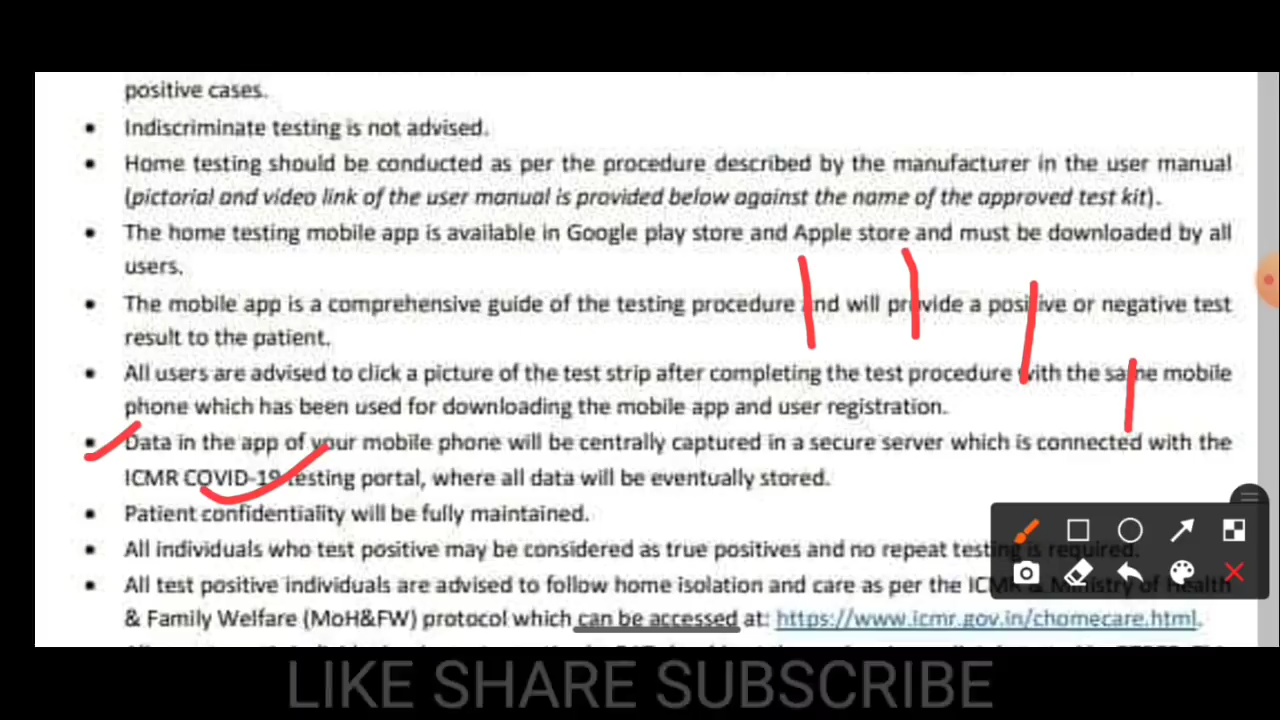 positive cases.
• Indiscriminate testing is not advised.
• Home testing should be conducted as per the procedure described by the manufacturer in the user manual
(pictorial and video link of the user manual is provided below against the name of the approved test kit).
• The home testing mobile app is available in Google play store and Apple store and must be downloaded by all
users.
• The mobile app is a comprehensive guide of the testing procedure and will provide a positive or negative test
result to the patient.
• All users are advised to click a picture of the test strip after completing the test procedure with the same mobile
phone which has been used for downloading the mobile app and user registration.
• Data in the app of your mobile phone will be centrally captured in a secure server which is connected with the
ICMR COVID-19 testing portal, where all data will be eventually stored.
• Patient confidentiality will be fully maintained.
• All individuals who test positive may be considered as true positives and no repeat testing is required.
• All test positive individuals are advised to follow home isolation and care as per the ICMR & Ministry of Health
& Family Welfare (MoH&FW) protocol which can be accessed at: https://www.icmr.gov.in/chomecare.html.
LIKE SHARE SUBSCRIBE